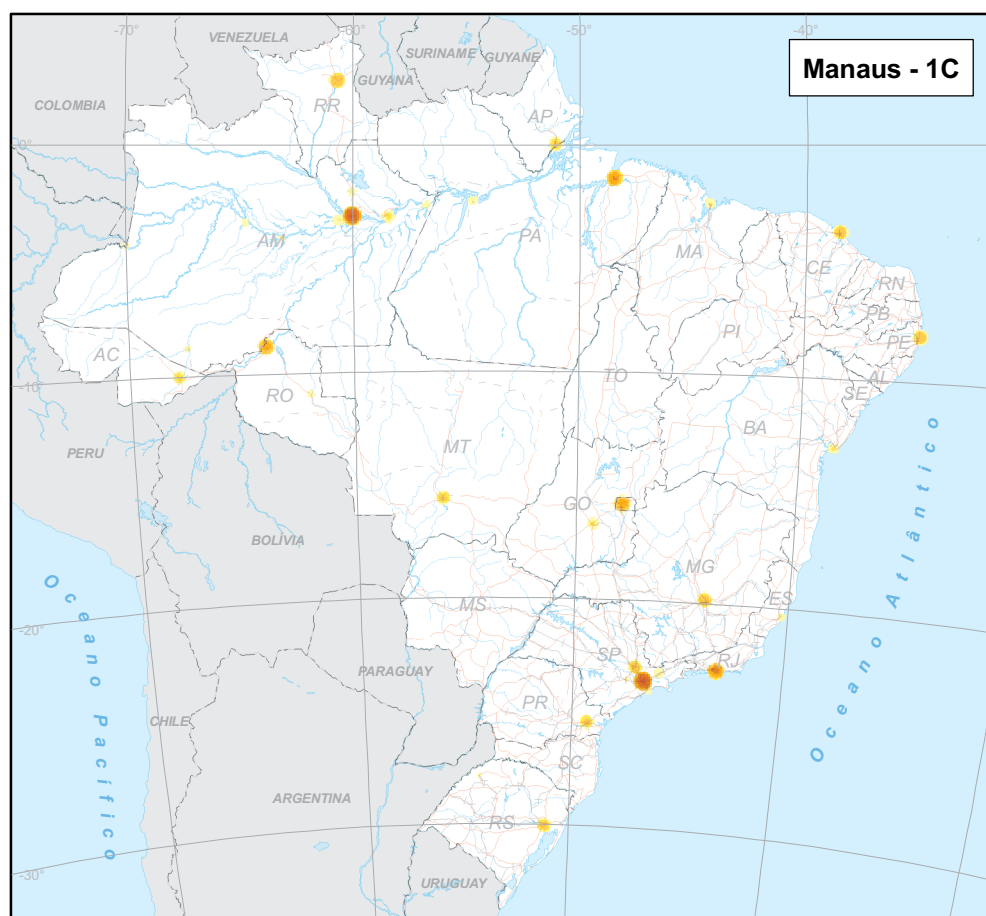 -70°
-50°
-40°
VENEZUELA
SURINAME
GUYANE
Manaus - 1C
GUYANA
COLOMBIA
RR
AP
0°
AM
PA
MA
CE
RN
PB
PI
PE
AC
TO
AL
-10°
RO
SE
BA
MT
PERU
GO
BOLÍVIA
MG
ES
MS
-20°
SP
RJ
PARAGUAY
PR
Oceano Atlântico
Oceano Pacífico
CHILE
SC
ARGENTINA
RS
-30°
URUGUAY